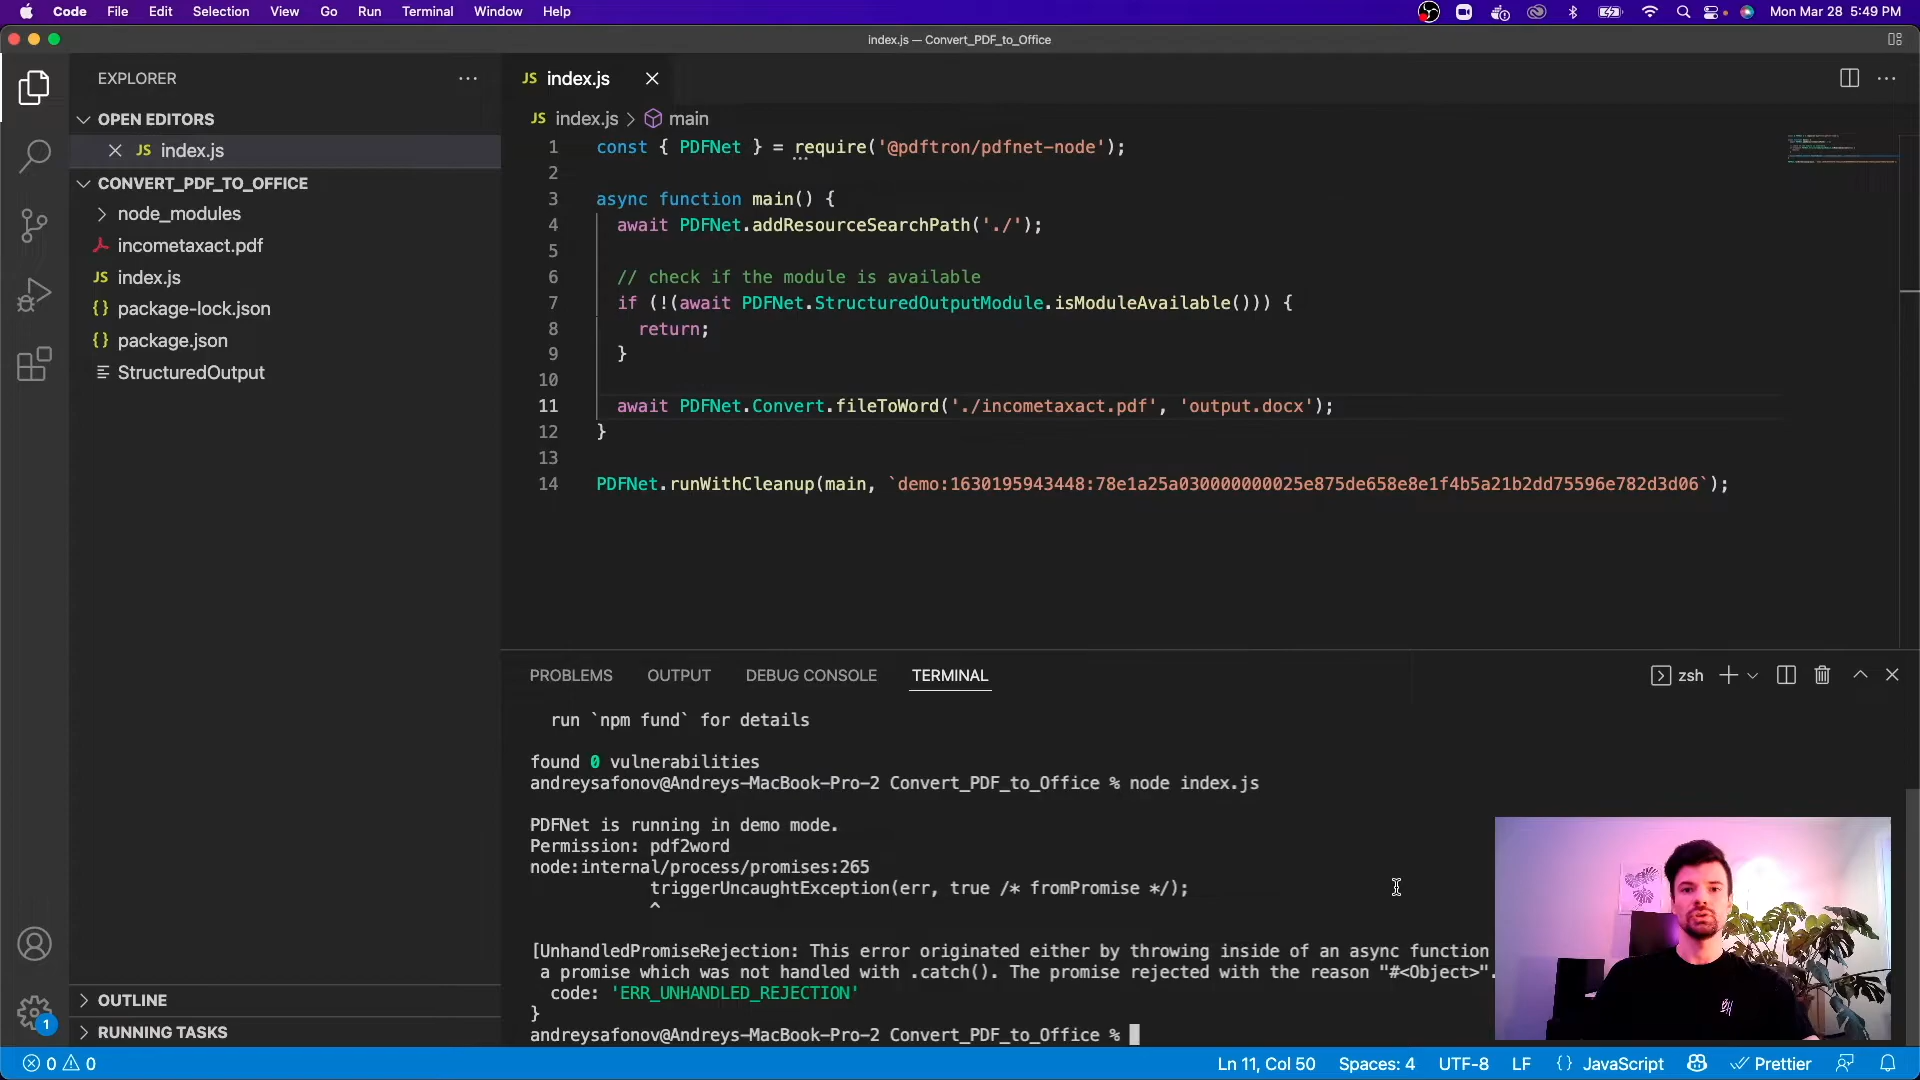 Code File Edit Selection View Go Run Terminal Window Help Mon Mar 28 5:49 PM
index.js — Convert_PDF_to_Office
EXPLORER
OPEN EDITORS
JS index.js
CONVERT_PDF_TO_OFFICE
node_modules
incometaxact.pdf
JS index.js
{} package-lock.json
{} package.json
StructuredOutput
OUTLINE
RUNNING TASKS
1
JS index.js
JS index.js > main
1 const { PDFNet } = require('@pdftron/pdfnet-node');
2
3 async function main() {
4 await PDFNet.addResourceSearchPath('./');
5
6 // check if the module is available
7 if (!(await PDFNet.StructuredOutputModule.isModuleAvailable())) {
8 return;
9 }
10
11 await PDFNet.Convert.fileToWord('./incometaxact.pdf', 'output.docx');
12 }
13
14 PDFNet.runWithCleanup(main, `demo:1630195943448:78e1a25a030000000025e875de658e8e1f4b5a21b2dd75596e782d3d06`);
PROBLEMS OUTPUT DEBUG CONSOLE TERMINAL zsh
run `npm fund` for details
found 0 vulnerabilities
andreysafonov@Andreys-MacBook-Pro-2 Convert_PDF_to_Office % node index.js
PDFNet is running in demo mode.
Permission: pdf2word
node:internal/process/promises:265
triggerUncaughtException(err, true /* fromPromise */);
^
[UnhandledPromiseRejection: This error originated either by throwing inside of an async function
a promise which was not handled with .catch(). The promise rejected with the reason "#<Object>".
code: 'ERR_UNHANDLED_REJECTION'
}
andreysafonov@Andreys-MacBook-Pro-2 Convert_PDF_to_Office %
0 0 Ln 11, Col 50 Spaces: 4 UTF-8 LF {} JavaScript Prettier